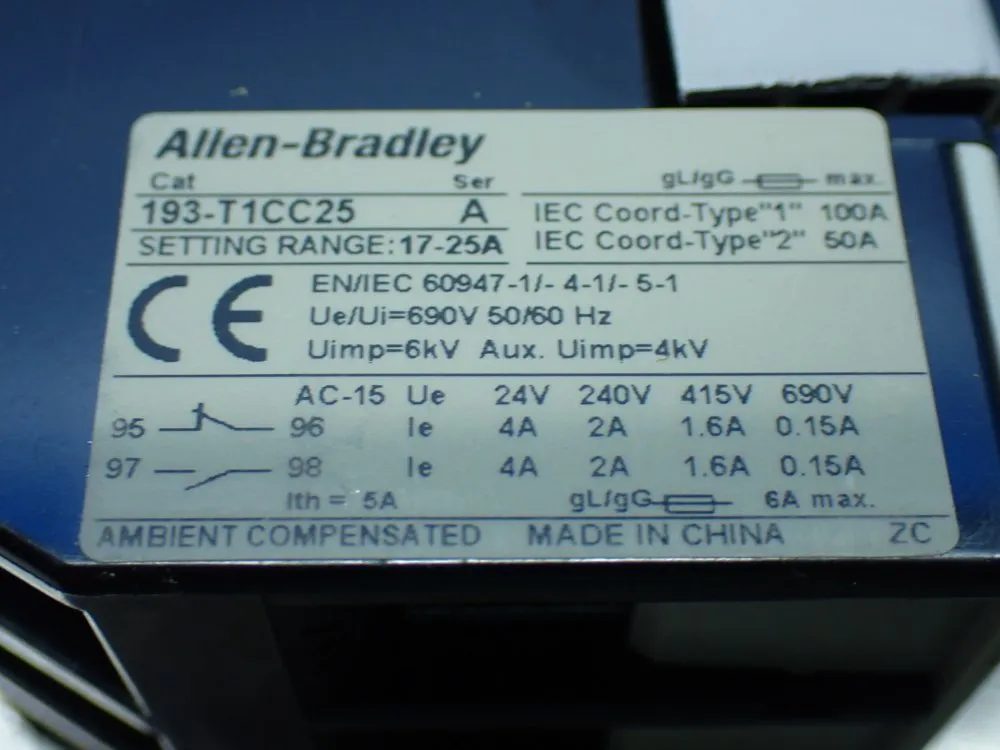 Allen-Bradley
Cat Ser gL/gG max.
193-T1CC25 A IEC Coord-Type"1" 100A
SETTING RANGE:17-25A IEC Coord-Type"2" 50A
CE EN/IEC 60947-1/- 4-1/- 5-1
Ue/Ui=690V 50/60 Hz
Uimp=6kV Aux. Uimp=4kV
AC-15 Ue 24V 240V 415V 690V
95 96 Ie 4A 2A 1.6A 0.15A
97 98 Ie 4A 2A 1.6A 0.15A
Ith = 5A gL/gG 6A max.
AMBIENT COMPENSATED MADE IN CHINA ZC